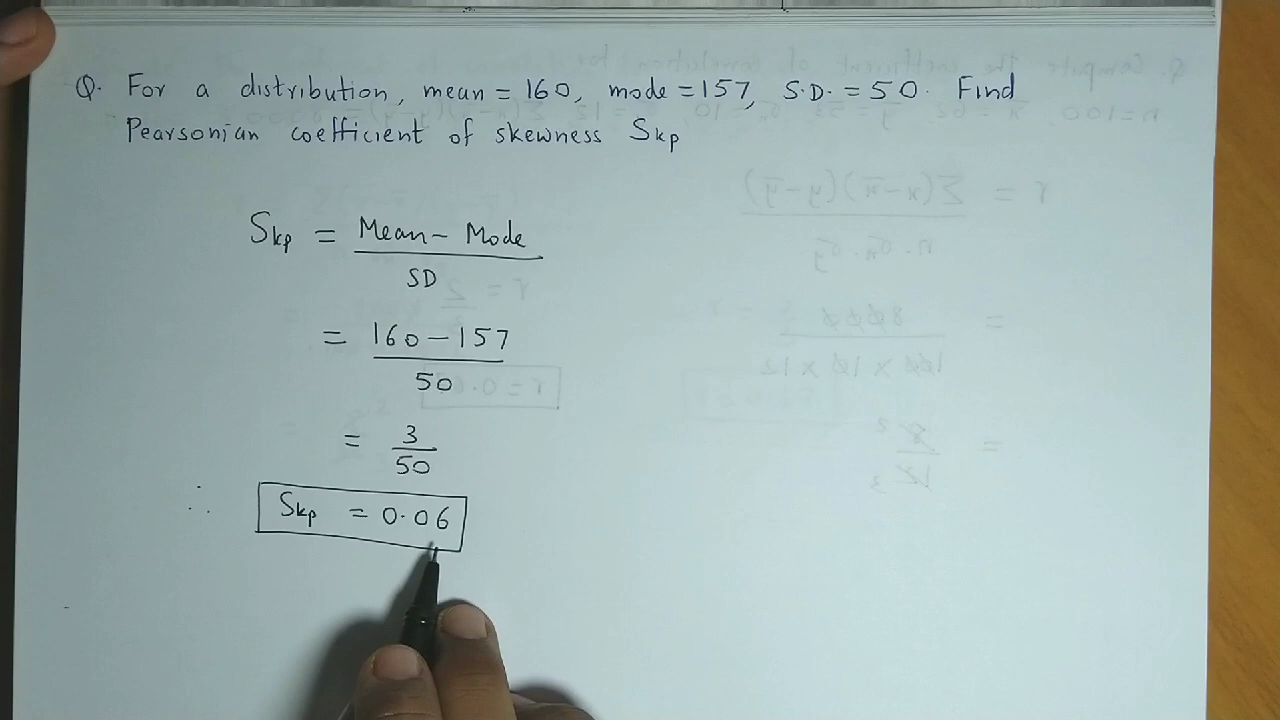 Q. For a distribution, mean = 160, mode = 157, S.D. = 50. Find
Pearsonian coefficient of skewness Skp
Skp = Mean - Mode
SD
= 160 - 157
50
= 3
50
∴ Skp = 0.06